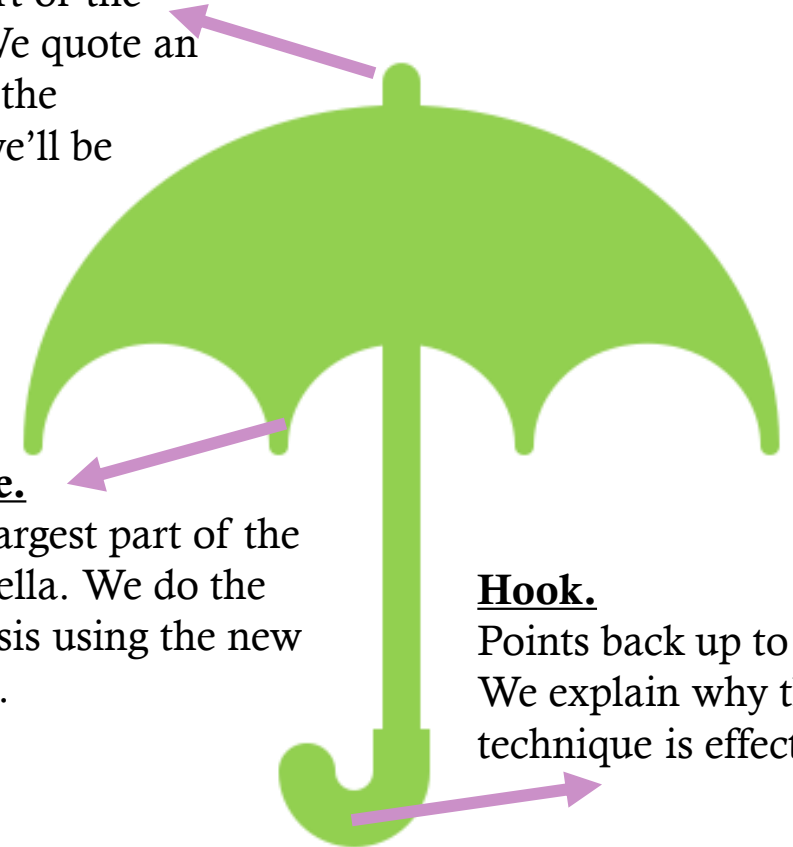 We quote an
the
we'll be
e.
largest part of the
ella. We do the
sis using the new
.
Hook.
Points back up to
We explain why t
technique is effect